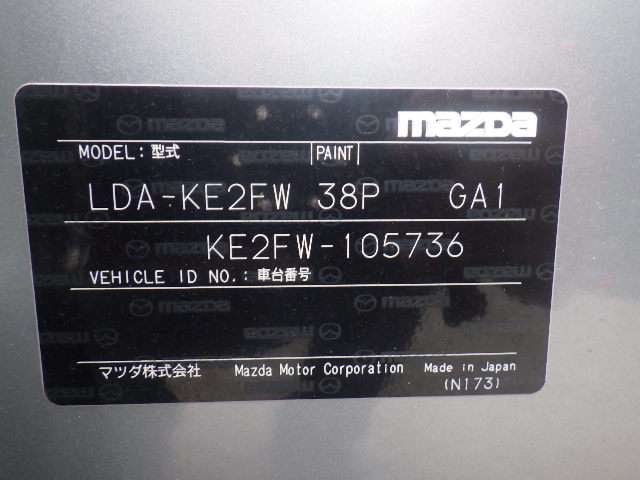 mazda
MODEL: 型式 PAINT
LDA-KE2FW 38P GA1
KE2FW-105736
VEHICLE ID NO.: 車台番号
マツダ株式会社 Mazda Motor Corporation Made in Japan
(N173)